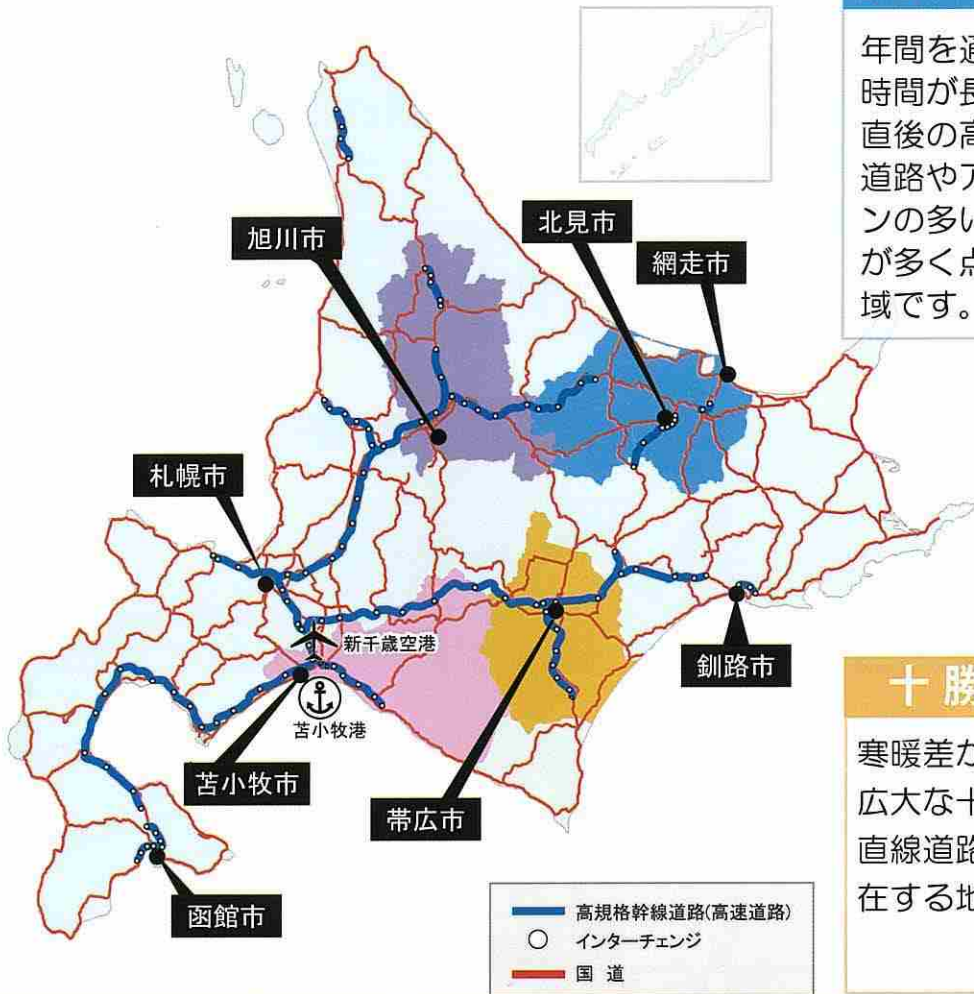 年間を通
時間が長
直後の高
道路やア
ンの多い
が多く点
域です。
旭川市
北見市
網走市
札幌市
新千歳空港
苫小牧港
釧路市
苫小牧市
帯広市
函館市
十勝
寒暖差が
広大な十
直線道路
在する地
高規格幹線道路(高速道路)
インターチェンジ
国道